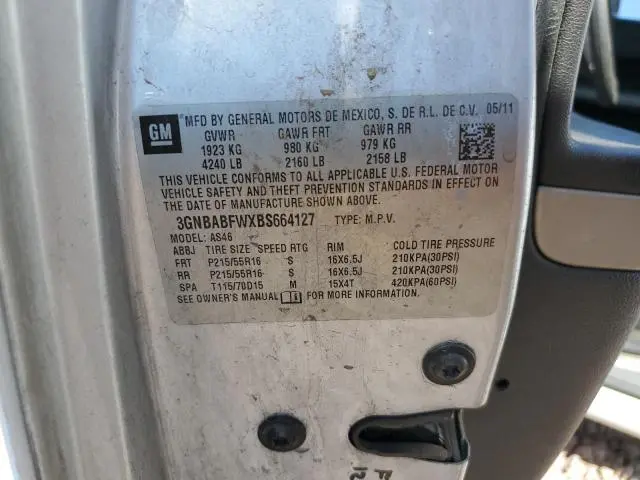 GM
MFD BY GENERAL MOTORS DE MEXICO, S. DE R.L. DE C.V. 05/11
GVWR GAWR FRT GAWR RR
1923 KG 980 KG 979 KG
4240 LB 2160 LB 2158 LB
THIS VEHICLE CONFORMS TO ALL APPLICABLE U.S. FEDERAL MOTOR
VEHICLE SAFETY AND THEFT PREVENTION STANDARDS IN EFFECT ON
THE DATE OF MANUFACTURE SHOWN ABOVE.
3GNBABFWXBS664127 TYPE: M.P.V.
MODEL: AS46
ABBJ TIRE SIZE SPEED RTG RIM COLD TIRE PRESSURE
FRT P215/55R16 S 16X6.5J 210KPA(30PSI)
RR P215/55R16 S 16X6.5J 210KPA(30PSI)
SPA T115/70D15 M 15X4T 420KPA(60PSI)
SEE OWNER'S MANUAL FOR MORE INFORMATION.